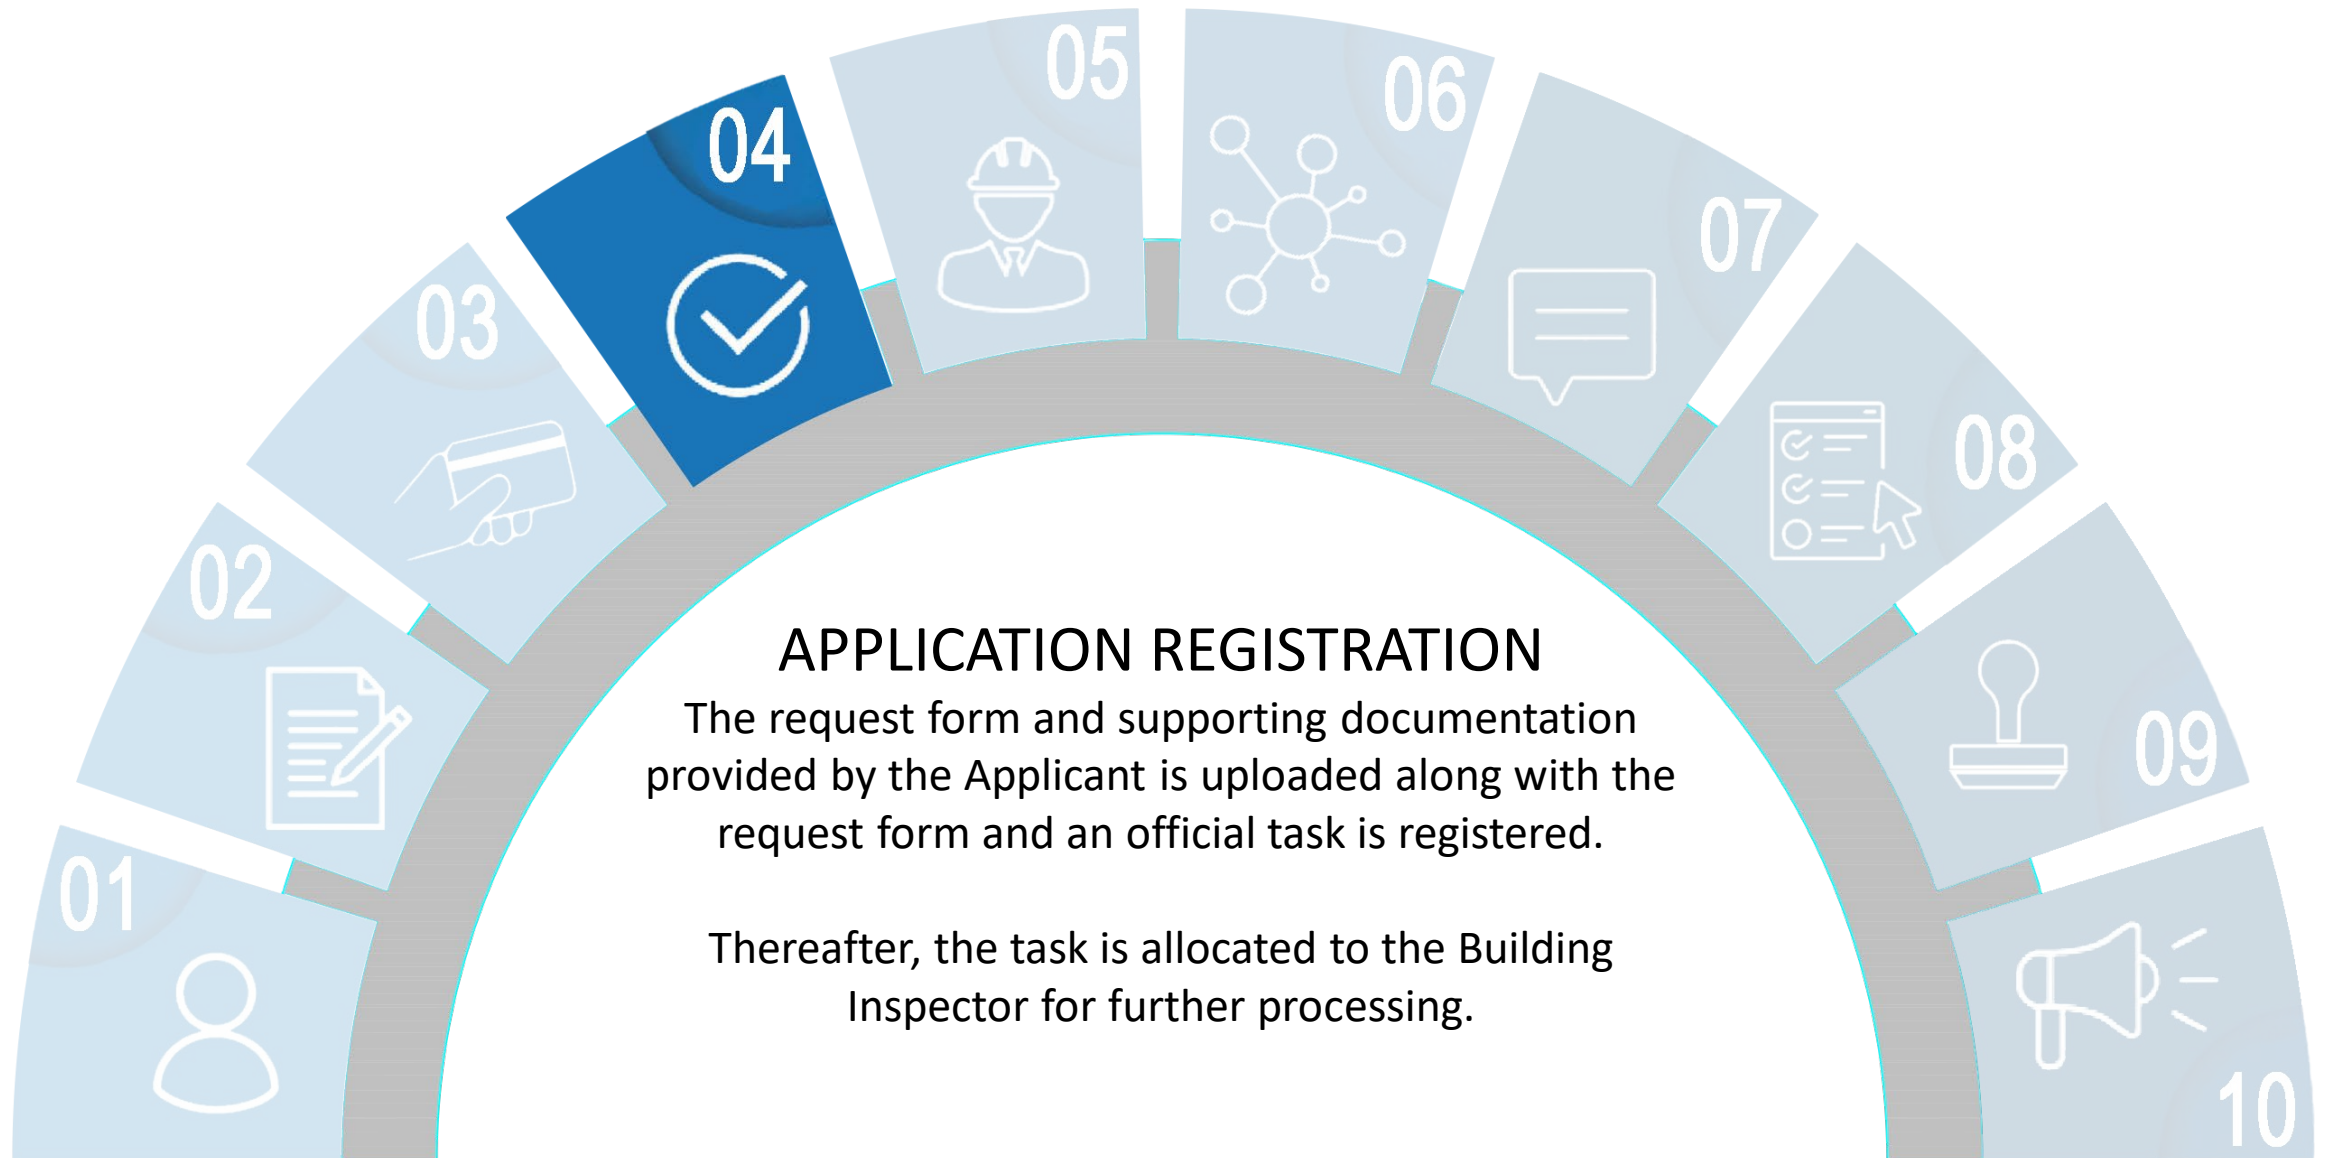 01
02
03
04
05
06
07
08
09
10
APPLICATION REGISTRATION
The request form and supporting documentation
provided by the Applicant is uploaded along with the
request form and an official task is registered.
Thereafter, the task is allocated to the Building
Inspector for further processing.